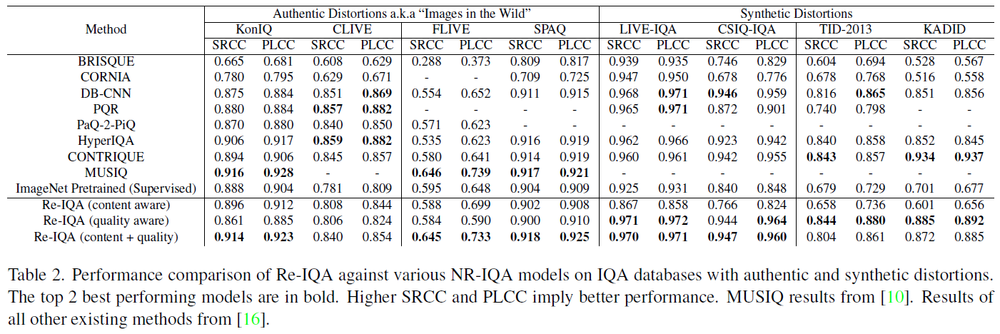 Method Authentic Distortions a.k.a “Images in the Wild” Synthetic Distortions
KonIQ CLIVE FLIVE SPAQ LIVE-IQA CSIQ-IQA TID-2013 KADID
SRCC PLCC SRCC PLCC SRCC PLCC SRCC PLCC SRCC PLCC SRCC PLCC SRCC PLCC SRCC PLCC
BRISQUE 0.665 0.681 0.608 0.629 0.288 0.373 0.809 0.817 0.939 0.935 0.746 0.829 0.604 0.694 0.528 0.567
CORNIA 0.780 0.795 0.629 0.671 - - 0.709 0.725 0.947 0.950 0.678 0.776 0.678 0.768 0.516 0.558
DB-CNN 0.875 0.884 0.851 0.869 0.554 0.652 0.911 0.915 0.968 0.971 0.946 0.959 0.816 0.865 0.851 0.856
PQR 0.880 0.884 0.857 0.882 - - - - 0.965 0.971 0.872 0.901 0.740 0.798 - -
PaQ-2-PiQ 0.870 0.880 0.840 0.850 0.571 0.623 - - - - - - - - - -
HyperIQA 0.906 0.917 0.859 0.882 0.535 0.623 0.916 0.919 0.962 0.966 0.923 0.942 0.840 0.858 0.852 0.845
CONTRIQUE 0.894 0.906 0.845 0.857 0.580 0.641 0.914 0.919 0.960 0.961 0.942 0.955 0.843 0.857 0.934 0.937
MUSIQ 0.916 0.928 - - 0.646 0.739 0.917 0.921 - - - - - - - -
ImageNet Pretrained (Supervised) 0.888 0.904 0.781 0.809 0.595 0.648 0.904 0.909 0.925 0.931 0.840 0.848 0.679 0.729 0.701 0.677
Re-IQA (content aware) 0.896 0.912 0.808 0.844 0.588 0.699 0.902 0.908 0.867 0.858 0.766 0.824 0.658 0.736 0.601 0.656
Re-IQA (quality aware) 0.861 0.885 0.806 0.824 0.584 0.590 0.900 0.910 0.971 0.972 0.944 0.964 0.844 0.880 0.885 0.892
Re-IQA (content + quality) 0.914 0.923 0.840 0.854 0.645 0.733 0.918 0.925 0.970 0.971 0.947 0.960 0.804 0.861 0.872 0.885
Table 2. Performance comparison of Re-IQA against various NR-IQA models on IQA databases with authentic and synthetic distortions.
The top 2 best performing models are in bold. Higher SRCC and PLCC imply better performance. MUSIQ results from [10]. Results of
all other existing methods from [16].